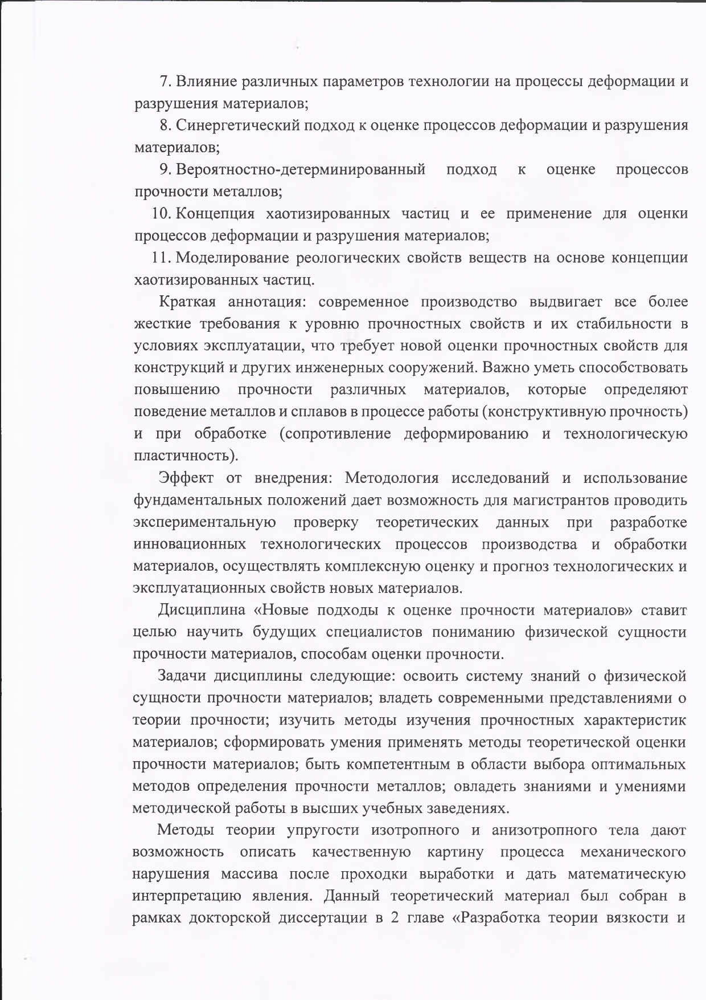 7. Влияние различных параметров технологии на процессы деформации и
разрушения материалов;
8. Синергетический подход к оценке процессов деформации и разрушения
материалов;
9. Вероятностно-детерминированный подход к оценке процессов
прочности металлов;
10. Концепция хаотизированных частиц и ее применение для оценки
процессов деформации и разрушения материалов;
11. Моделирование реологических свойств веществ на основе концепции
хаотизированных частиц.
Краткая аннотация: современное производство выдвигает все более
жесткие требования к уровню прочностных свойств и их стабильности в
условиях эксплуатации, что требует новой оценки прочностных свойств для
конструкций и других инженерных сооружений. Важно уметь способствовать
повышению прочности различных материалов, которые определяют
поведение металлов и сплавов в процессе работы (конструктивную прочность)
и при обработке (сопротивление деформированию и технологическую
пластичность).
Эффект от внедрения: Методология исследований и использование
фундаментальных положений дает возможность для магистрантов проводить
экспериментальную проверку теоретических данных при разработке
инновационных технологических процессов производства и обработки
материалов, осуществлять комплексную оценку и прогноз технологических и
эксплуатационных свойств новых материалов.
Дисциплина «Новые подходы к оценке прочности материалов» ставит
целью научить будущих специалистов пониманию физической сущности
прочности материалов, способам оценки прочности.
Задачи дисциплины следующие: освоить систему знаний о физической
сущности прочности материалов; владеть современными представлениями о
теории прочности; изучить методы изучения прочностных характеристик
материалов; сформировать умения применять методы теоретической оценки
прочности материалов; быть компетентным в области выбора оптимальных
методов определения прочности металлов; овладеть знаниями и умениями
методической работы в высших учебных заведениях.
Методы теории упругости изотропного и анизотропного тела дают
возможность описать качественную картину процесса механического
нарушения массива после проходки выработки и дать математическую
интерпретацию явления. Данный теоретический материал был собран в
рамках докторской диссертации в 2 главе «Разработка теории вязкости и